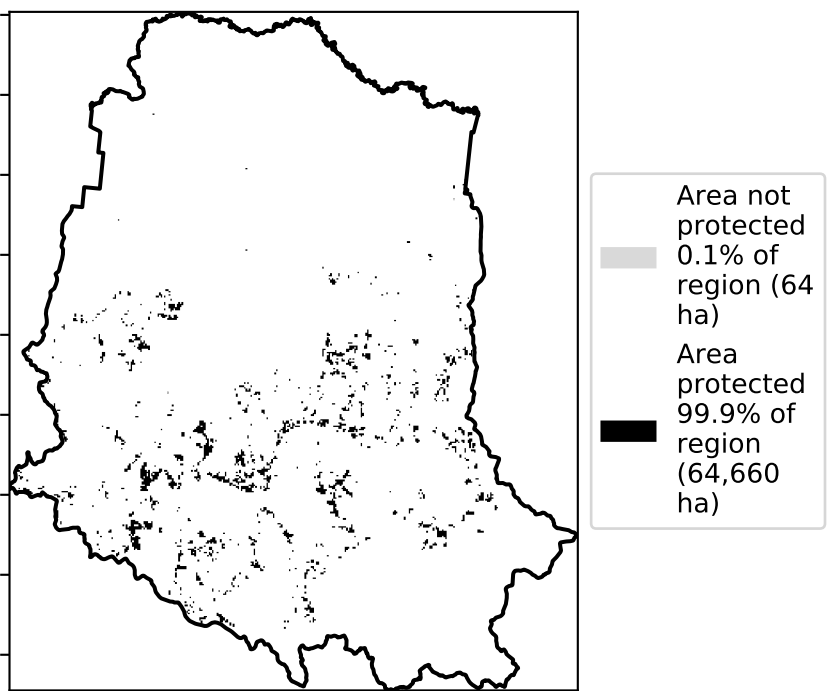 Area not
protected
0.1% of
region (64
ha)
Area
protected
99.9% of
region
(64,660
ha)